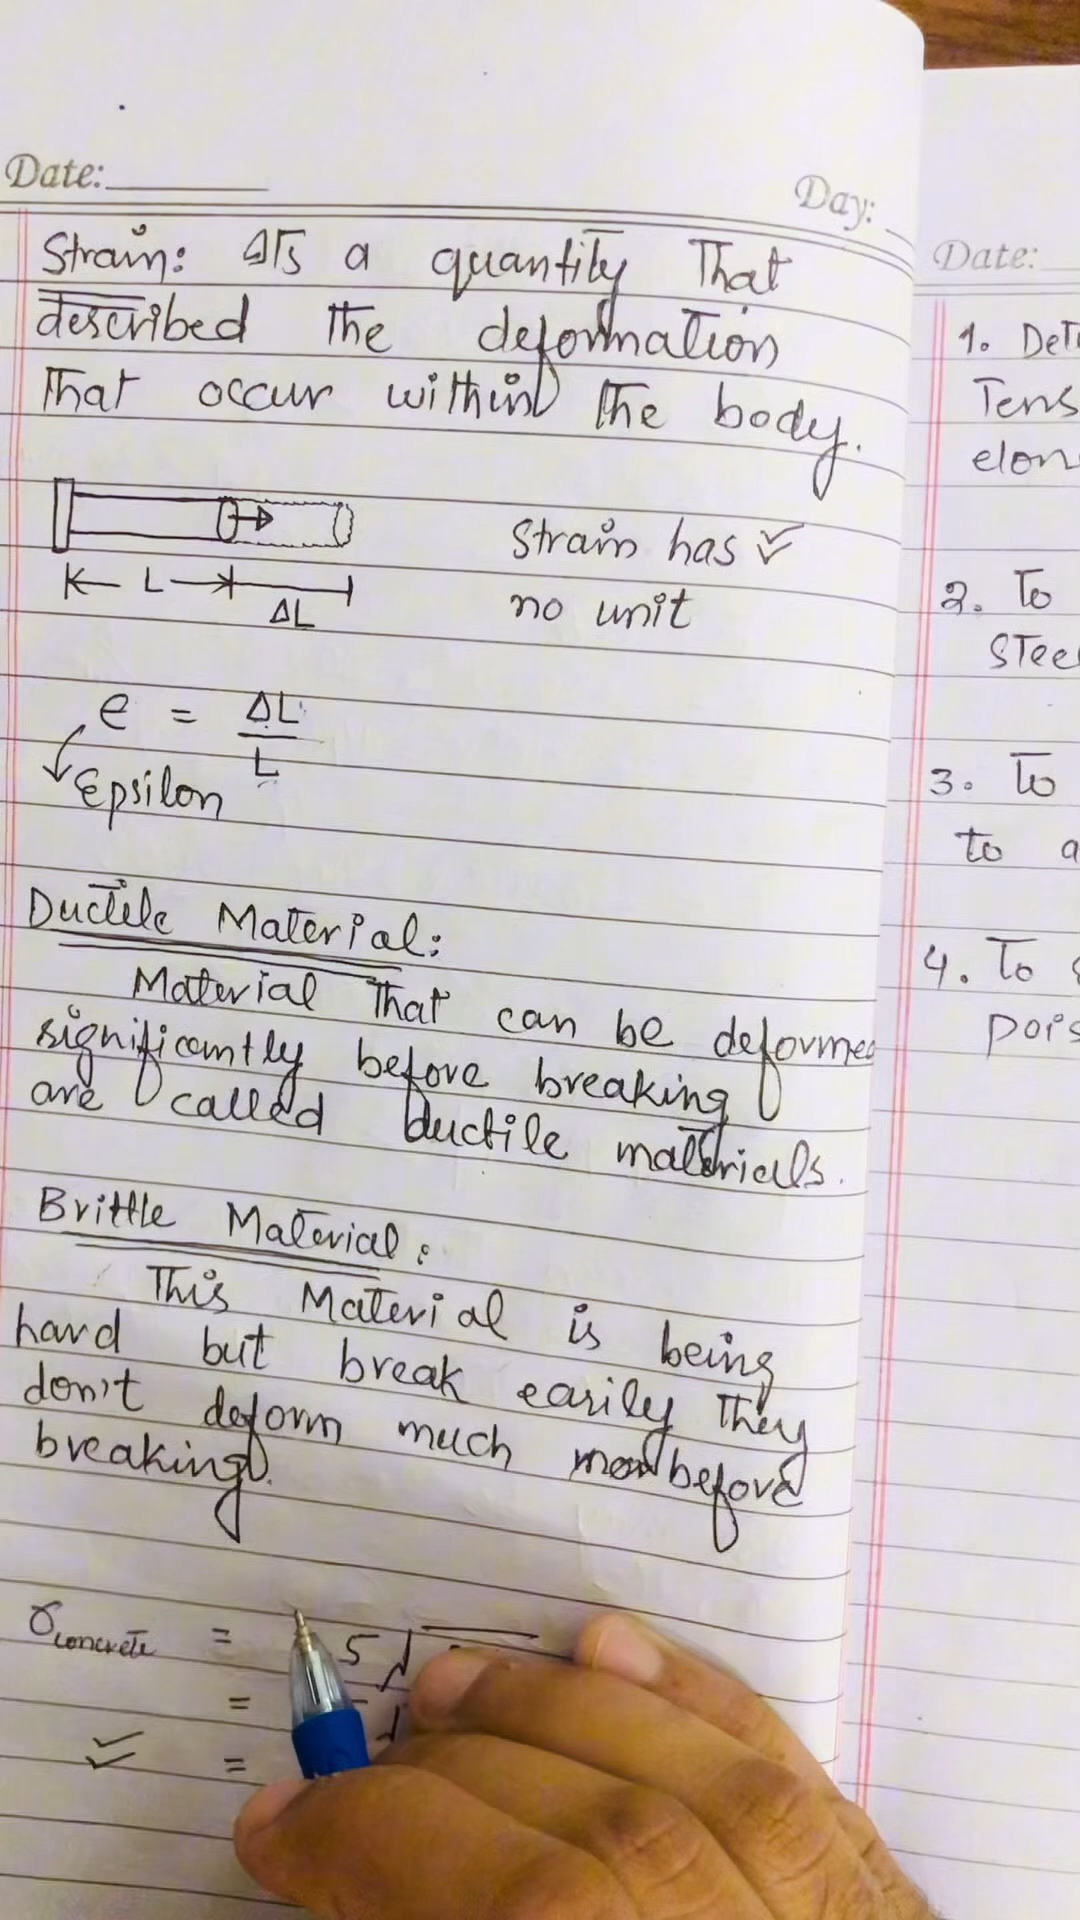 Date:
Day:
Strain: It's a quantity that
described the deformation
that occur within the body.
Strain has
no unit
L
ΔL
e = ΔL/L
Epsilon
Ductile Material:
Material that can be deformed
significantly before breaking
are called ductile materials.
Brittle Material:
This Material is being
hard but break easily they
don't deform much before
breaking.
σconcrete = 5√
=
=
Date:
1. Det
Tens
elon
2. To
Stee
3. To
to a
4. To
pois